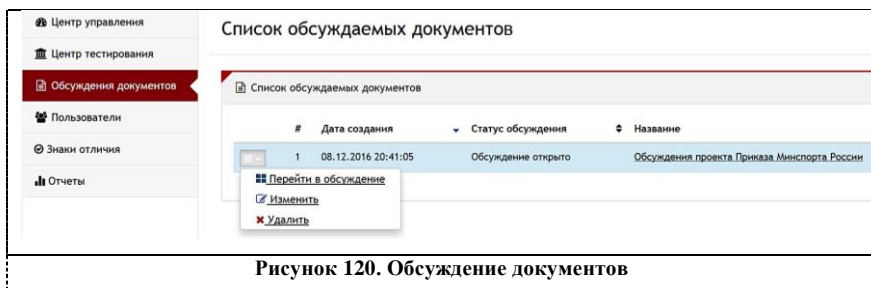 Центр управления
Центр тестирования
Обсуждения документов
Пользователи
Знаки отличия
Отчеты
Список обсуждаемых документов
Список обсуждаемых документов
# Дата создания Статус обсуждения Название
1 08.12.2016 20:41:05 Обсуждение открыто Обсуждения проекта Приказа Минспорта России
Перейти в обсуждение
Изменить
Удалить
Рисунок 120. Обсуждение документов